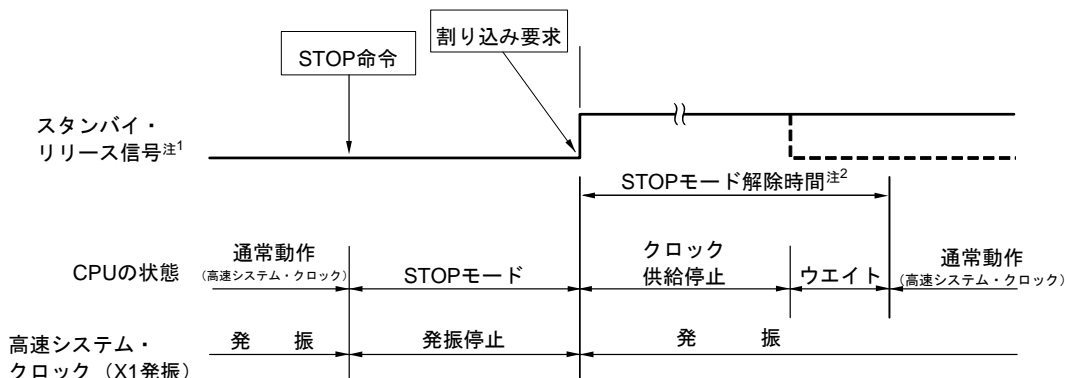 STOP命令
割り込み要求
スタンバイ・
リリース信号注1
STOPモード解除時間注2
CPUの状態
通常動作
(高速システム・クロック)
STOPモード
クロック
供給停止
ウエイト
通常動作
(高速システム・クロック)
高速システム・
クロック (X1発振)
発 振
発振停止
発 振